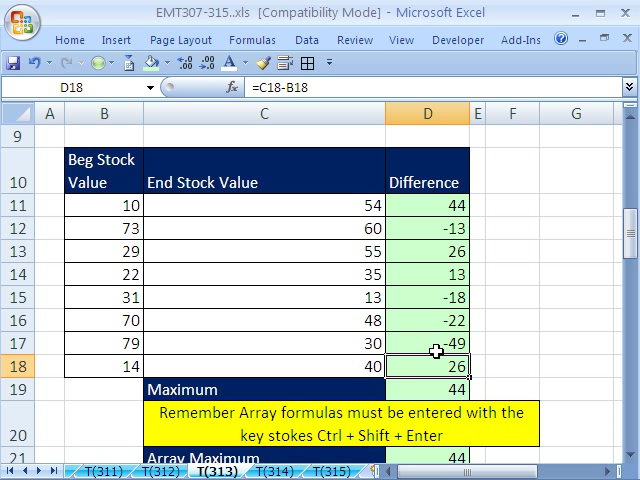 EMT307-315..xls [Compatibility Mode] - Microsoft Excel
Home Insert Page Layout Formulas Data Review View Developer Add-Ins
D18 fx =C18-B18
A B C D E F G
9
10 Beg Stock Value End Stock Value Difference
11 10 54 44
12 73 60 -13
13 29 55 26
14 22 35 13
15 31 13 -18
16 70 48 -22
17 79 30 -49
18 14 40 26
19 Maximum 44
20 Remember Array formulas must be entered with the
key stokes Ctrl + Shift + Enter
21 Array Maximum 44
T(311) T(312) T(313) T(314) T(315)